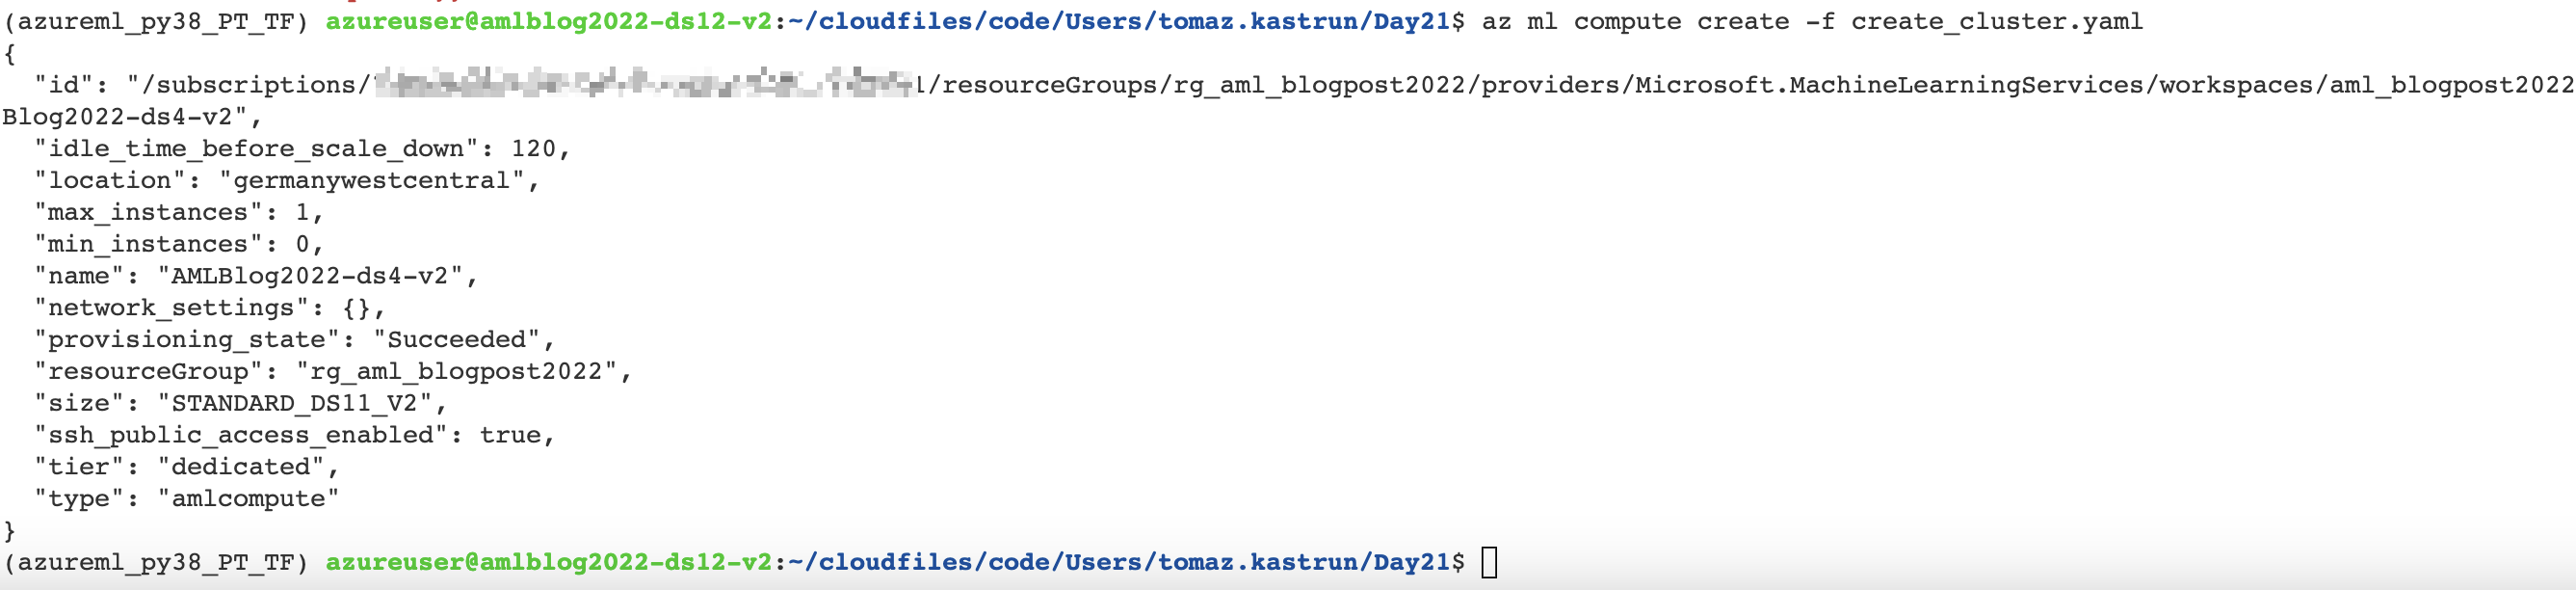 (azureml_py38_PT_TF) azureuser@amlblog2022-ds12-v2:~/cloudfiles/code/Users/tomaz.kastrun/Day21$ az ml compute create -f create_cluster.yaml
{
  "id": "/subscriptions/1/resourceGroups/rg_aml_blogpost2022/providers/Microsoft.MachineLearningServices/workspaces/aml_blogpost2022
Blog2022-ds4-v2",
  "idle_time_before_scale_down": 120,
  "location": "germanywestcentral",
  "max_instances": 1,
  "min_instances": 0,
  "name": "AMLBlog2022-ds4-v2",
  "network_settings": {},
  "provisioning_state": "Succeeded",
  "resourceGroup": "rg_aml_blogpost2022",
  "size": "STANDARD_DS11_V2",
  "ssh_public_access_enabled": true,
  "tier": "dedicated",
  "type": "amlcompute"
}
(azureml_py38_PT_TF) azureuser@amlblog2022-ds12-v2:~/cloudfiles/code/Users/tomaz.kastrun/Day21$